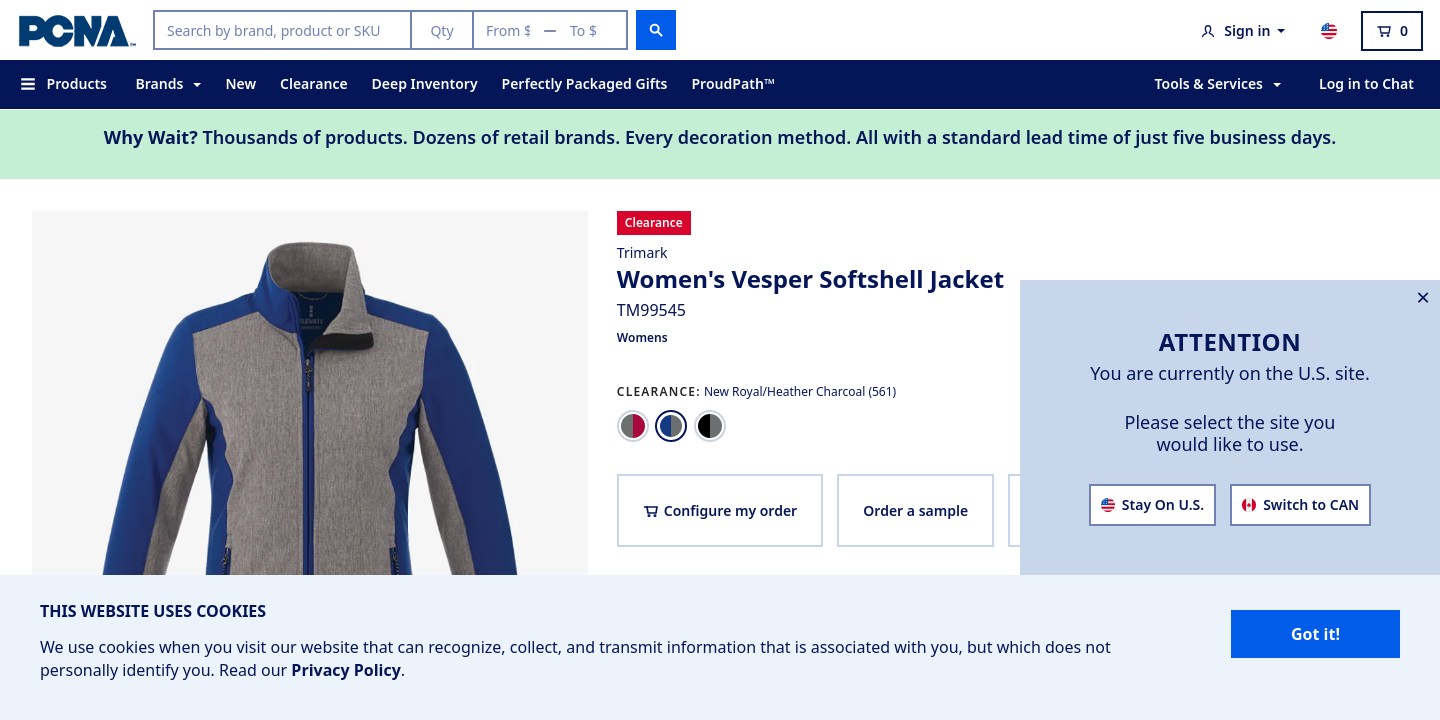 PCNA™
Search by brand, product or SKU
Qty
From $ — To $
Sign in
0
Products
Brands
New
Clearance
Deep Inventory
Perfectly Packaged Gifts
ProudPath™
Tools & Services
Log in to Chat
Why Wait? Thousands of products. Dozens of retail brands. Every decoration method. All with a standard lead time of just five business days.
Clearance
Trimark
Women's Vesper Softshell Jacket
TM99545
Womens
CLEARANCE: New Royal/Heather Charcoal (561)
Configure my order
Order a sample
ATTENTION
You are currently on the U.S. site.
Please select the site you
would like to use.
Stay On U.S.
Switch to CAN
THIS WEBSITE USES COOKIES
We use cookies when you visit our website that can recognize, collect, and transmit information that is associated with you, but which does not
personally identify you. Read our Privacy Policy.
Got it!